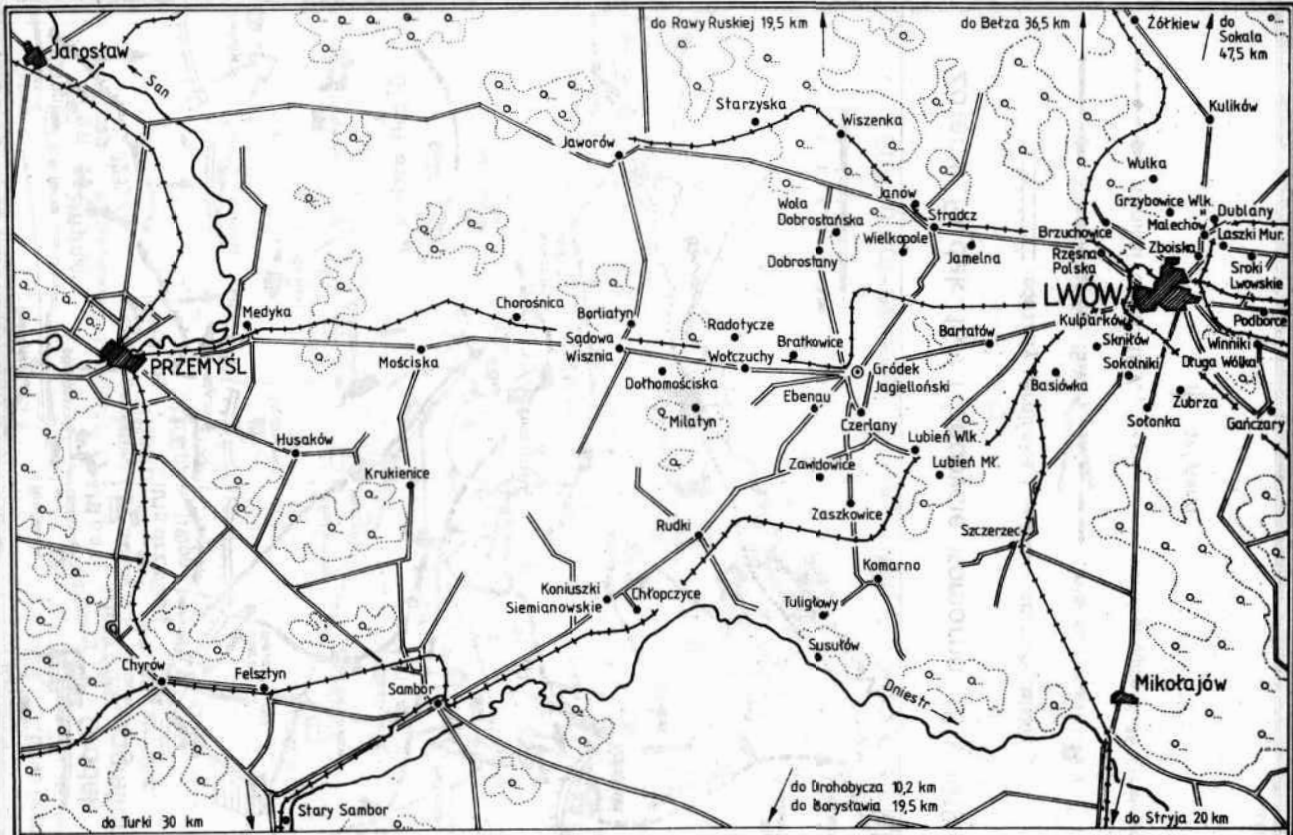 do Rawy Ruskiej 19,5 km
do Bełza 36,5 km
Żółkiew
do
Sokala
47,5 km
Jarosław
San
Starzyska
Wiszenka
Kulików
Jaworów
Wulka
Janów
Grzybowice Wlk.
Wola
Dobrostańska
Stradcz
Malechów
Dublany
Brzuchowice
Laszki Mur.
Wielkopole
Zboiska
Jamelna
Rzęsna
Polska
Dobrostany
Sroki
Lwowskie
LWÓW
Chorośnica
Medyka
Borliatyn
Kulparków
Podborce
Radotycze
Bartatów
Sądowa
Wisznia
Bratkowice
Skniłów
Winniki
PRZEMYŚL
Mościska
Wołczuchy
Sokolniki
Długa Wólka
Gródek
Jagielloński
Dołhomościska
Basiówka
Ebenau
Zubrza
Milatyn
Czerlany
Sołonka
Gańczary
Husaków
Lubień Wlk.
Krukienice
Zawidowice
Lubień Mł.
Zaszkowice
Rudki
Szczerzec
Komarno
Koniuszki
Siemianowskie
Chłopczyce
Tuligłowy
Susułów
Chyrów
Felsztyn
Sambor
Dniestr
Mikołajów
do Drohobycza 10,2 km
do Borysławia 19,5 km
do Turki 30 km
Stary Sambor
do Stryja 20 km